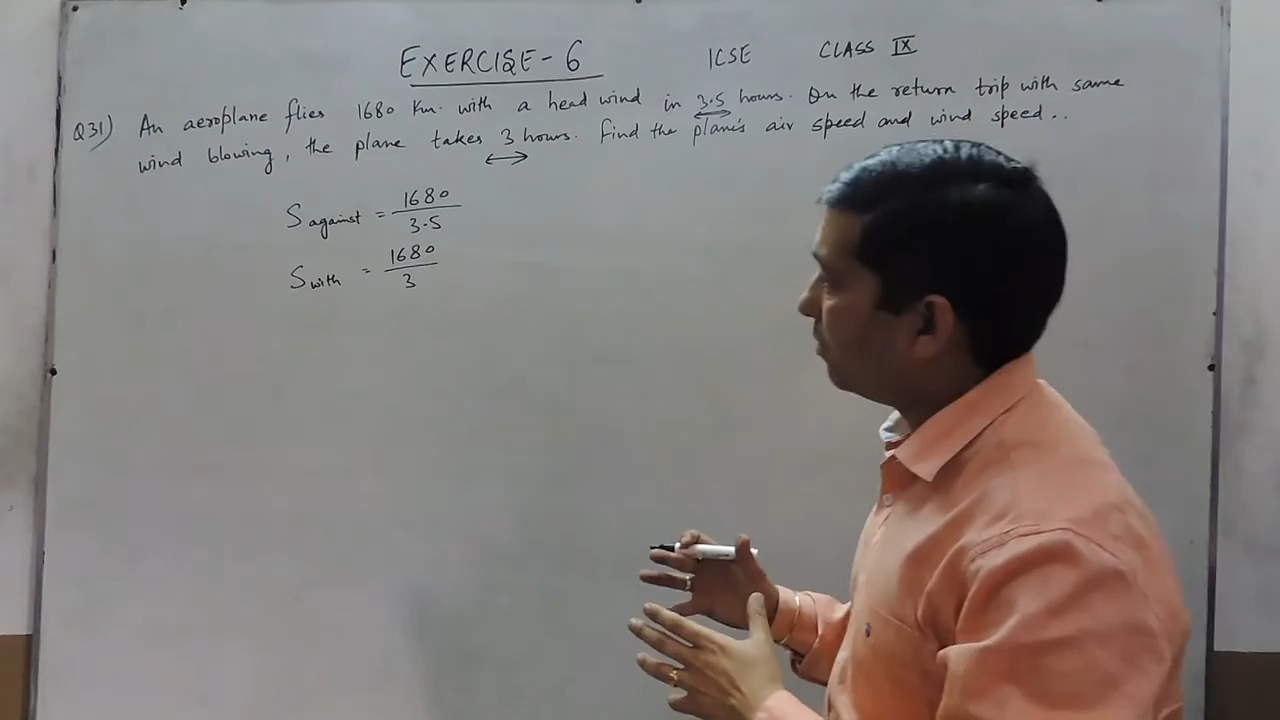 EXERCISE-6 ICSE CLASS IX
Q31) An aeroplane flies 1680 Km. with a head wind in 3.5 hours. On the return trip with same
wind blowing, the plane takes 3 hours. Find the plane's air speed and wind speed..
S against = 1680 / 3.5
S with = 1680 / 3